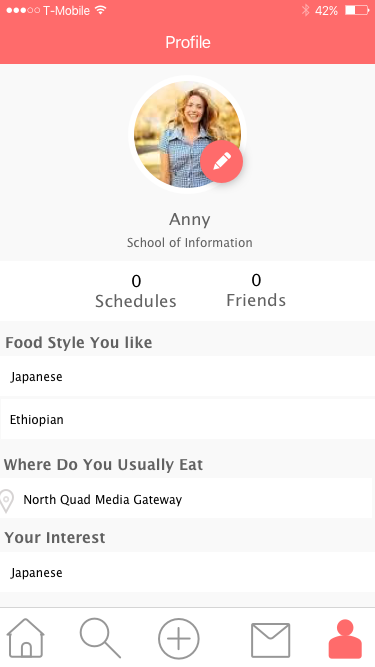 T-Mobile 42%
Profile
Anny
School of Information
0 0
Schedules Friends
Food Style You like
Japanese
Ethiopian
Where Do You Usually Eat
North Quad Media Gateway
Your Interest
Japanese